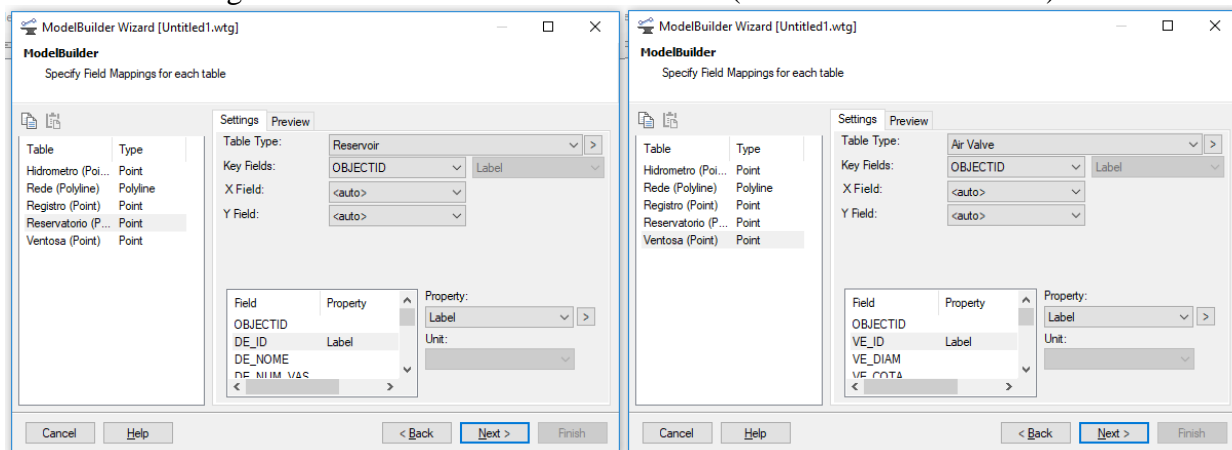 ModelBuilder Wizard [Untitled1.wtg]
ModelBuilder
Specify Field Mappings for each table
Settings Preview
Table Type
Hidrometro (Poi... Point
Rede (Polyline) Polyline
Registro (Point) Point
Reservatorio (P... Point
Ventosa (Point) Point
Table Type: Reservoir >
Key Fields: OBJECTID Label
X Field: <auto>
Y Field: <auto>
Field Property
OBJECTID
DE_ID Label
DE_NOME
DE_NUM_VAS
Property:
Label >
Unit:
Cancel Help < Back Next > Finish
ModelBuilder Wizard [Untitled1.wtg]
ModelBuilder
Specify Field Mappings for each table
Settings Preview
Table Type
Hidrometro (Poi... Point
Rede (Polyline) Polyline
Registro (Point) Point
Reservatorio (P... Point
Ventosa (Point) Point
Table Type: Air Valve >
Key Fields: OBJECTID Label
X Field: <auto>
Y Field: <auto>
Field Property
OBJECTID
VE_ID Label
VE_DIAM
VE_COTA
Property:
Label >
Unit:
Cancel Help < Back Next > Finish